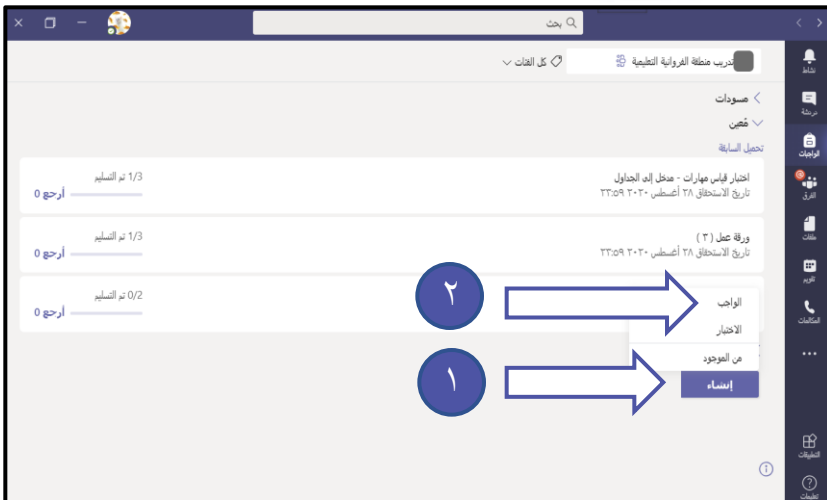 بحث
تدريب منطقة الفروانية التعليمية
كل الفئات
مسودات
مُعين
تحميل السابقة
اختبار قياس مهارات - مدخل إلى الجداول
تاريخ الاستحقاق ٢٨ أغسطس ٢٠٢٠ ٢٣:٥٩
1/3 تم التسليم
أرجع 0
ورقة عمل ( ٣ )
تاريخ الاستحقاق ٢٨ أغسطس ٢٠٢٠ ٢٣:٥٩
1/3 تم التسليم
أرجع 0
0/2 تم التسليم
أرجع 0
الواجب
الاختبار
من الموجود
إنشاء
٢
١
نشاط
دردشة
الواجبات
الفرق
ملفات
تقويم
المكالمات
التطبيقات
تعليمات